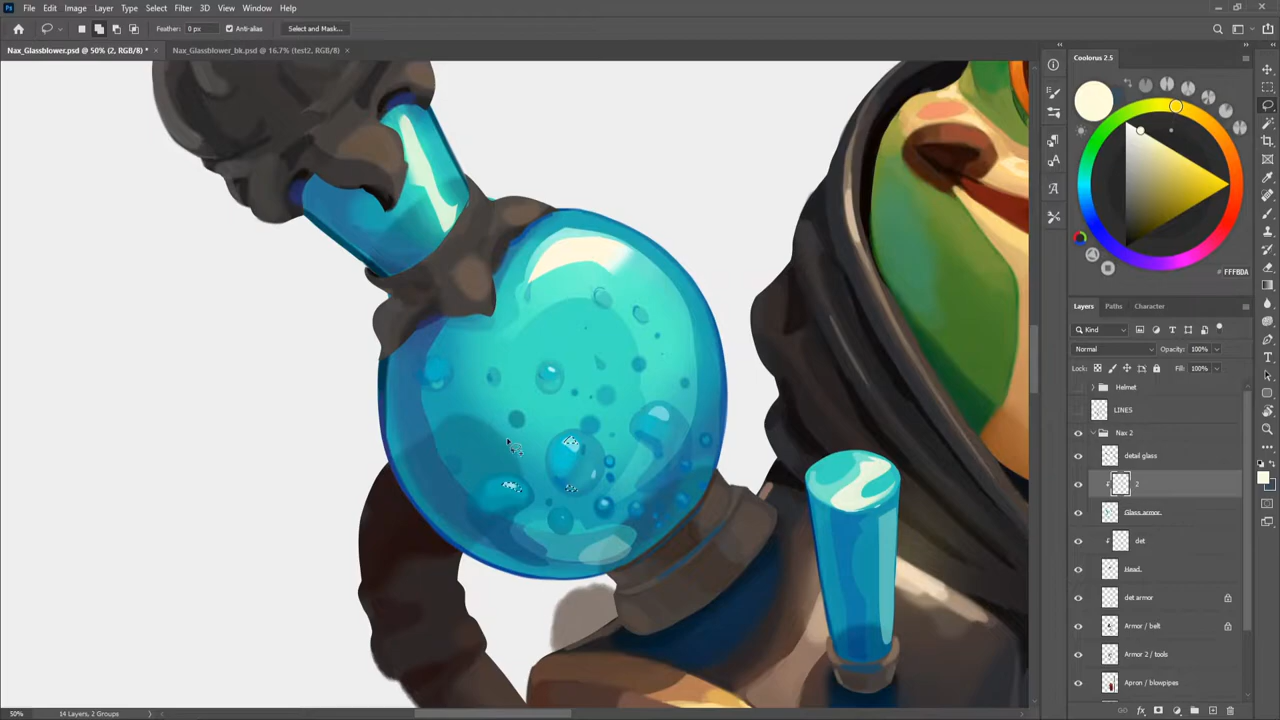 File Edit Image Layer Type Select Filter 3D View Window Help
Feather: 0 px Anti-alias Select and Mask...
Nax_Glassblower.psd @ 50% (2, RGB/8) * × Nax_Glassblower_bk.psd @ 16.7% (test2, RGB/8) ×
Coolorus 2.5
# FFFBDA
Layers Paths Character
Kind
Normal Opacity: 100%
Lock: Fill: 100%
Helmet
LINES
Nax 2
detail glass
2
Glass armor
det
Head
det armor
Armor / belt
Armor 2 / tools
Apron / blowpipes
50% 14 Layers, 2 Groups